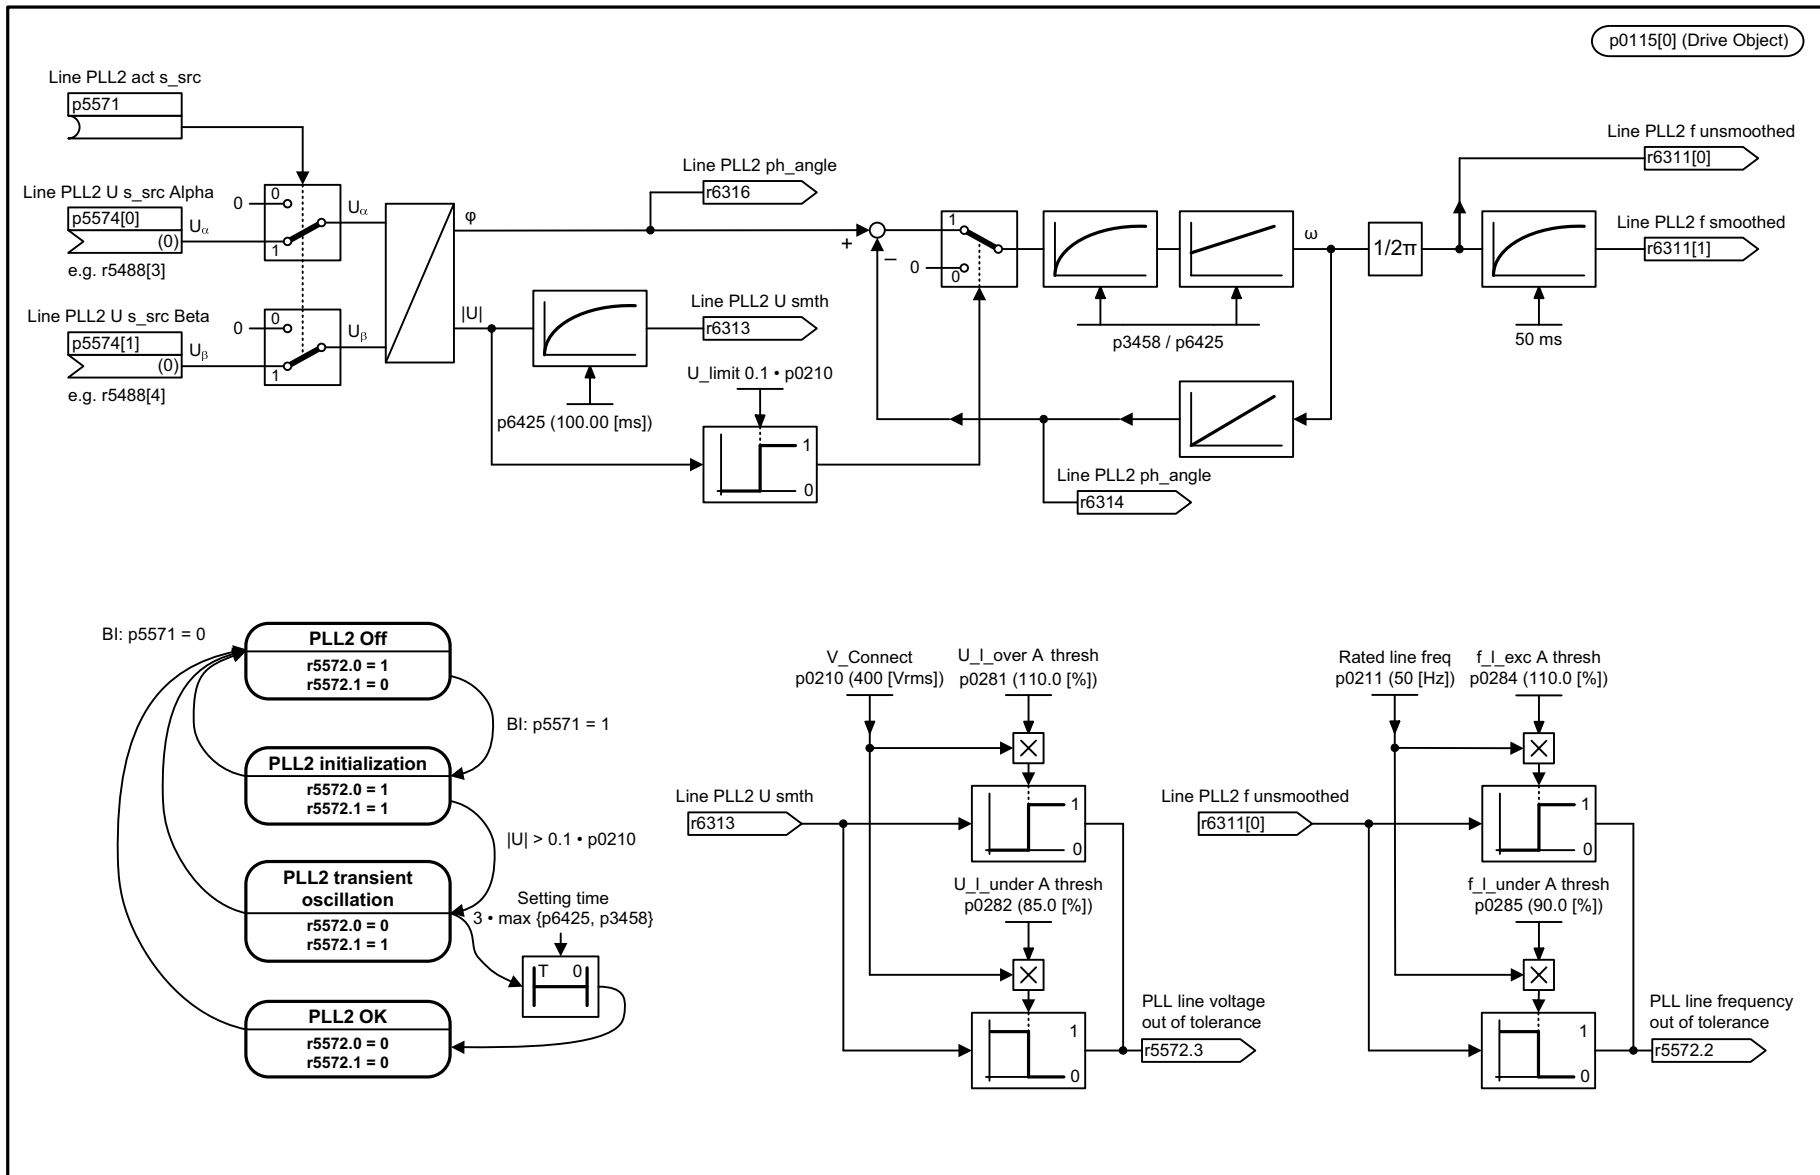 p0115[0] (Drive Object)
Line PLL2 act s_src
p5571
Line PLL2 U s_src Alpha
p5574[0]
(0)
Uα
e.g. r5488[3]
0
0
1
Uα
Line PLL2 U s_src Beta
p5574[1]
(0)
Uβ
e.g. r5488[4]
0
0
1
Uβ
φ
|U|
Line PLL2 ph_angle
r6316
Line PLL2 U smth
r6313
p6425 (100.00 [ms])
U_limit 0.1 • p0210
1
0
+
–
1
0
0
p3458 / p6425
ω
1/2π
Line PLL2 f unsmoothed
r6311[0]
Line PLL2 f smoothed
r6311[1]
50 ms
Line PLL2 ph_angle
r6314
BI: p5571 = 0
PLL2 Off
r5572.0 = 1
r5572.1 = 0
BI: p5571 = 1
PLL2 initialization
r5572.0 = 1
r5572.1 = 1
|U| > 0.1 • p0210
PLL2 transient
oscillation
r5572.0 = 0
r5572.1 = 1
Setting time
3 • max {p6425, p3458}
T 0
PLL2 OK
r5572.0 = 0
r5572.1 = 0
V_Connect
p0210 (400 [Vrms])
U_l_over A thresh
p0281 (110.0 [%])
Line PLL2 U smth
r6313
1
0
U_l_under A thresh
p0282 (85.0 [%])
1
0
PLL line voltage
out of tolerance
r5572.3
Rated line freq
p0211 (50 [Hz])
f_l_exc A thresh
p0284 (110.0 [%])
Line PLL2 f unsmoothed
r6311[0]
1
0
f_l_under A thresh
p0285 (90.0 [%])
1
0
PLL line frequency
out of tolerance
r5572.2